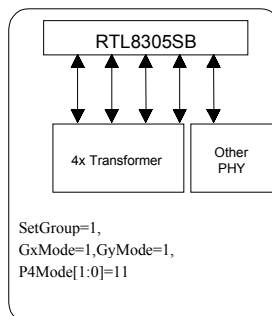 RTL8305SB
4x Transformer
Other
PHY
SetGroup=1,
GxMode=1,GyMode=1,
P4Mode[1:0]=11